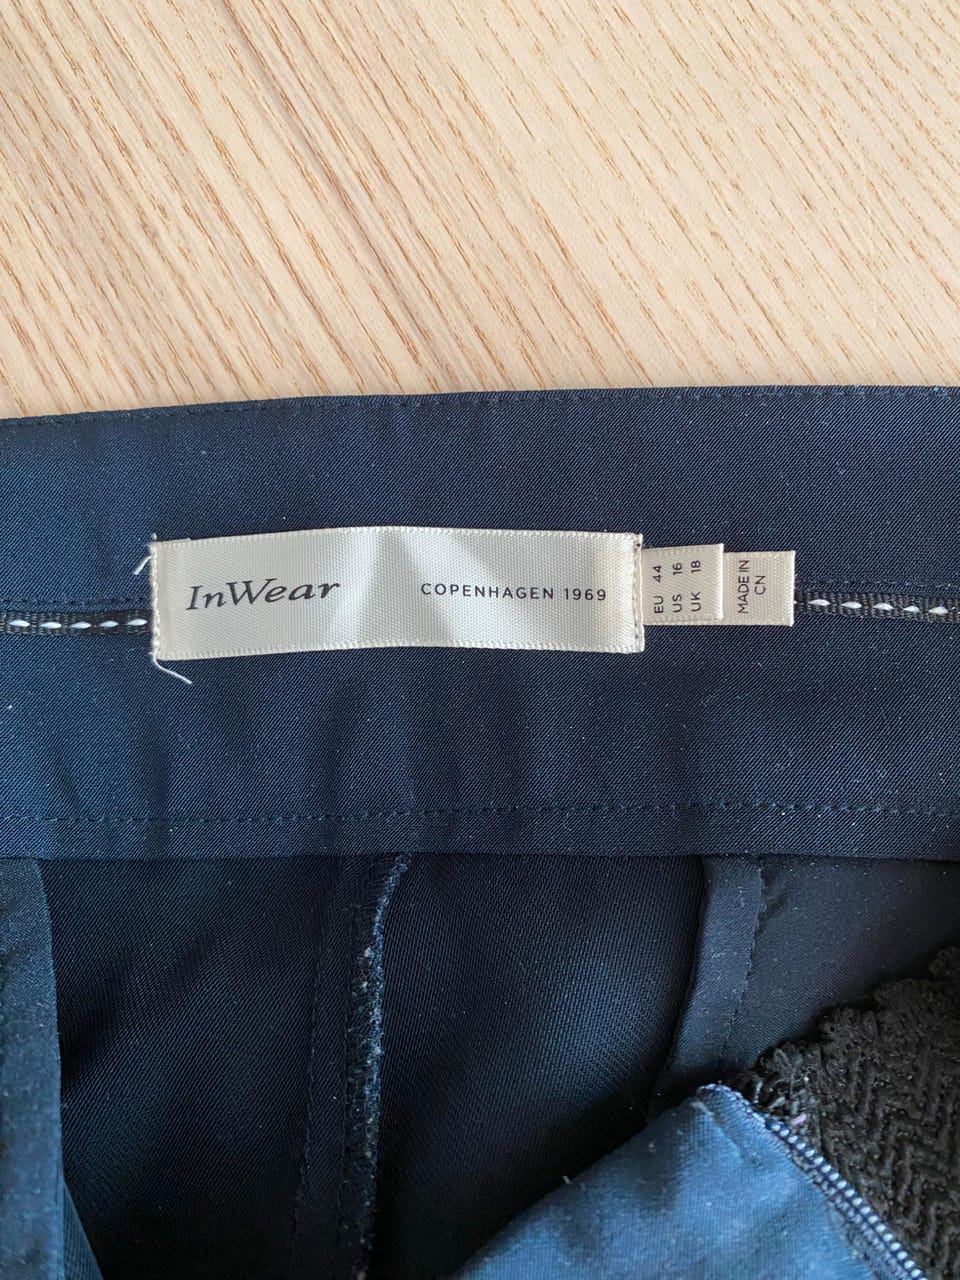 InWear
COPENHAGEN 1969
EU 44
US 16
UK 18
MADE IN
CN